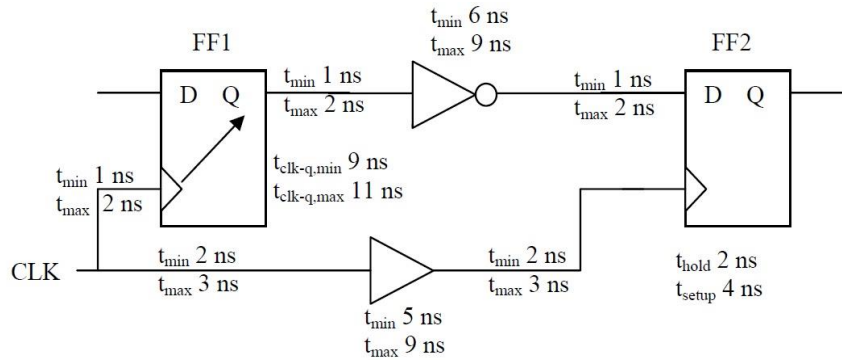 t_min 6 ns
t_max 9 ns
FF1
FF2
t_min 1 ns
t_max 2 ns
t_min 1 ns
t_max 2 ns
D Q
D Q
t_clk-q,min 9 ns
t_clk-q,max 11 ns
t_min 1 ns
t_max 2 ns
CLK
t_min 2 ns
t_max 3 ns
t_min 2 ns
t_max 3 ns
t_hold 2 ns
t_setup 4 ns
t_min 5 ns
t_max 9 ns